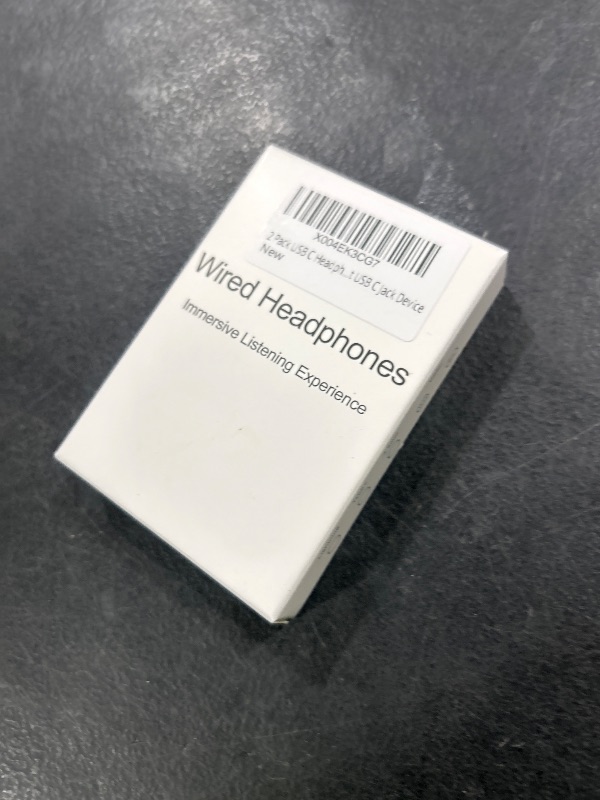 X004EK3CG7
2 Pack USB C Headph...t USB C Jack Device
New
Wired Headphones
Immersive Listening Experience